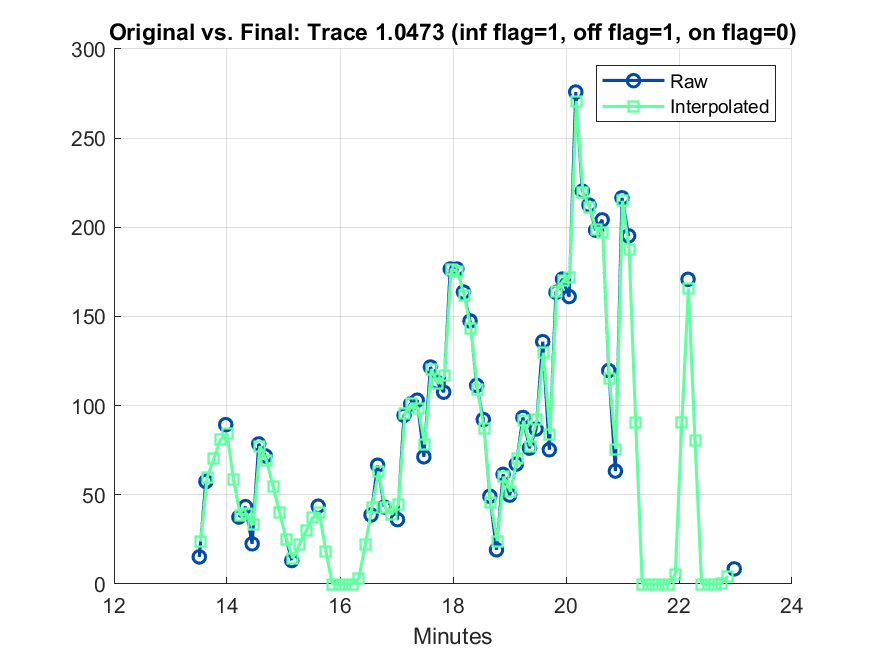 Original vs. Final: Trace 1.0473 (inf flag=1, off flag=1, on flag=0)
300
250
200
150
100
50
0
12 14 16 18 20 22 24
Minutes
Raw
Interpolated